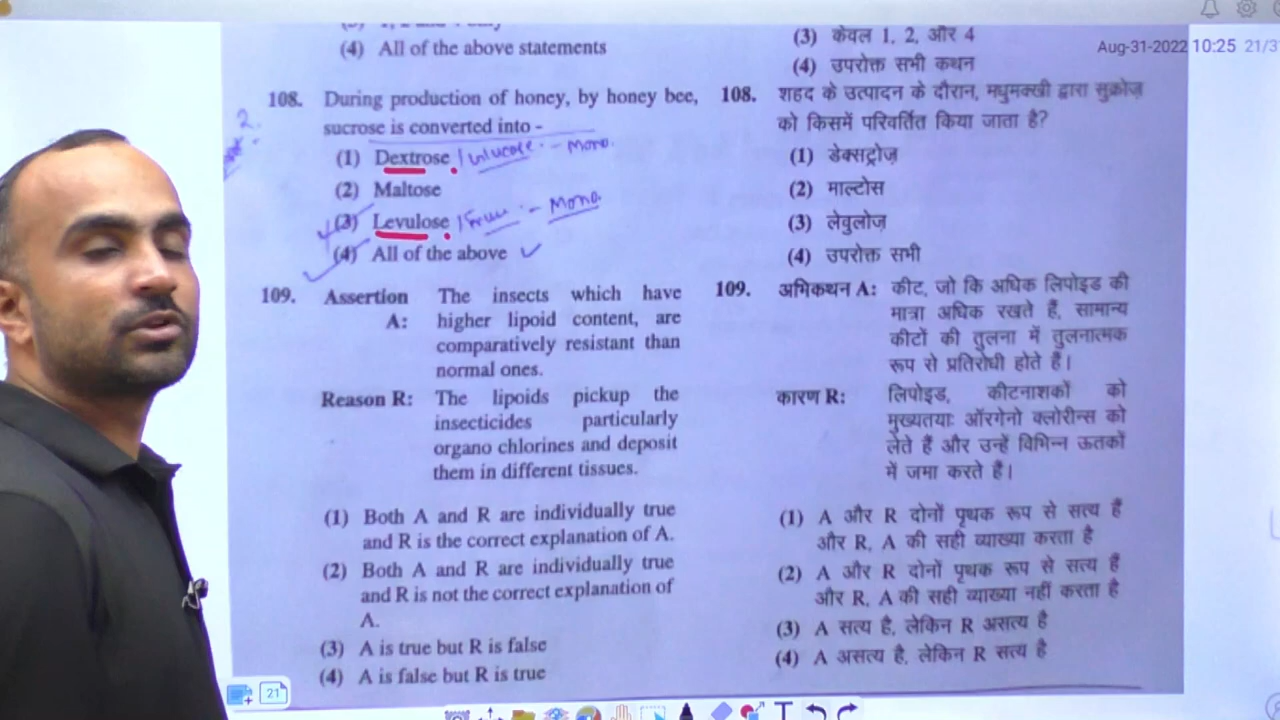 (4) All of the above statements
108. During production of honey, by honey bee,
sucrose is converted into -
(1) Dextrose / Glucose - Mono.
(2) Maltose
(3) Levulose / - Mono.
(4) All of the above
109. Assertion A: The insects which have
higher lipoid content, are
comparatively resistant than
normal ones.
Reason R: The lipoids pickup the
insecticides particularly
organo chlorines and deposit
them in different tissues.
(1) Both A and R are individually true
and R is the correct explanation of A.
(2) Both A and R are individually true
and R is not the correct explanation of
A.
(3) A is true but R is false
(4) A is false but R is true
(3) केवल 1, 2, और 4
(4) उपरोक्त सभी कथन
Aug-31-2022 10:25 21/3
108. शहद के उत्पादन के दौरान, मधुमक्खी द्वारा सुक्रोज़
को किसमें परिवर्तित किया जाता है?
(1) डेक्सट्रोज़
(2) माल्टोस
(3) लेवुलोज़
(4) उपरोक्त सभी
109. अभिकथन A: कीट, जो कि अधिक लिपोइड की
मात्रा अधिक रखते हैं, सामान्य
कीटों की तुलना में तुलनात्मक
रूप से प्रतिरोधी होते हैं।
कारण R: लिपोइड, कीटनाशकों को
मुख्यतयाः ऑरगेनो क्लोरीन्स को
लेते हैं और उन्हें विभिन्न ऊतकों
में जमा करते हैं।
(1) A और R दोनों पृथक रूप से सत्य हैं
और R, A की सही व्याख्या करता है
(2) A और R दोनों पृथक रूप से सत्य हैं
और R, A की सही व्याख्या नहीं करता है
(3) A सत्य है, लेकिन R असत्य है
(4) A असत्य है, लेकिन R सत्य है
21